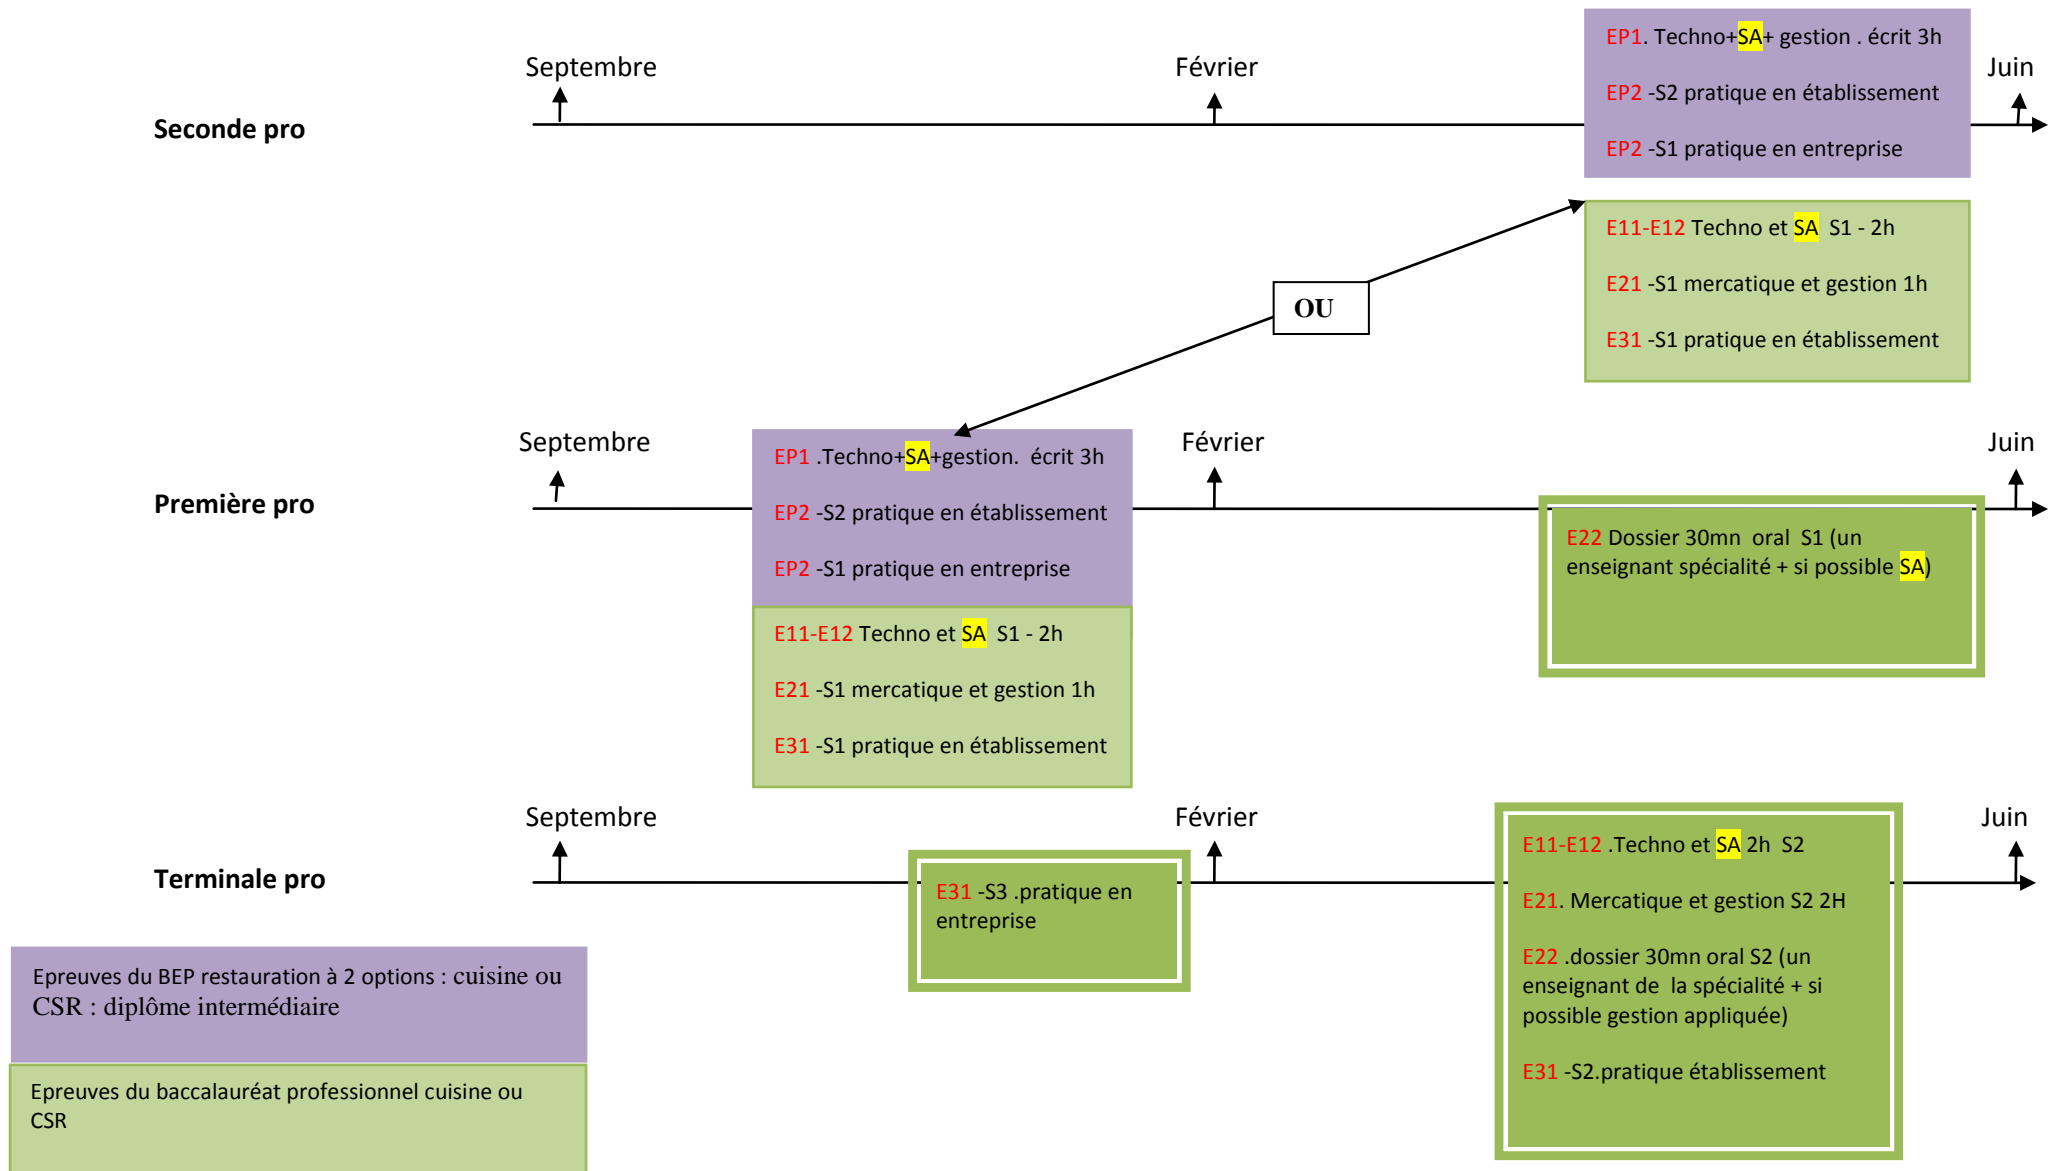 Septembre
Février
Juin
Seconde pro
EP1. Techno+SA+ gestion . écrit 3h
EP2 -S2 pratique en établissement
EP2 -S1 pratique en entreprise
E11-E12 Techno et SA S1 - 2h
E21 -S1 mercatique et gestion 1h
E31 -S1 pratique en établissement
OU
Septembre
Février
Juin
Première pro
EP1 .Techno+SA+gestion. écrit 3h
EP2 -S2 pratique en établissement
EP2 -S1 pratique en entreprise
E11-E12 Techno et SA S1 - 2h
E21 -S1 mercatique et gestion 1h
E31 -S1 pratique en établissement
E22 Dossier 30mn oral S1 (un
enseignant spécialité + si possible SA)
Septembre
Février
Juin
Terminale pro
E31 -S3 .pratique en
entreprise
E11-E12 .Techno et SA 2h S2
E21. Mercatique et gestion S2 2H
E22 .dossier 30mn oral S2 (un
enseignant de la spécialité + si
possible gestion appliquée)
E31 -S2.pratique établissement
Epreuves du BEP restauration à 2 options : cuisine ou
CSR : diplôme intermédiaire
Epreuves du baccalauréat professionnel cuisine ou
CSR